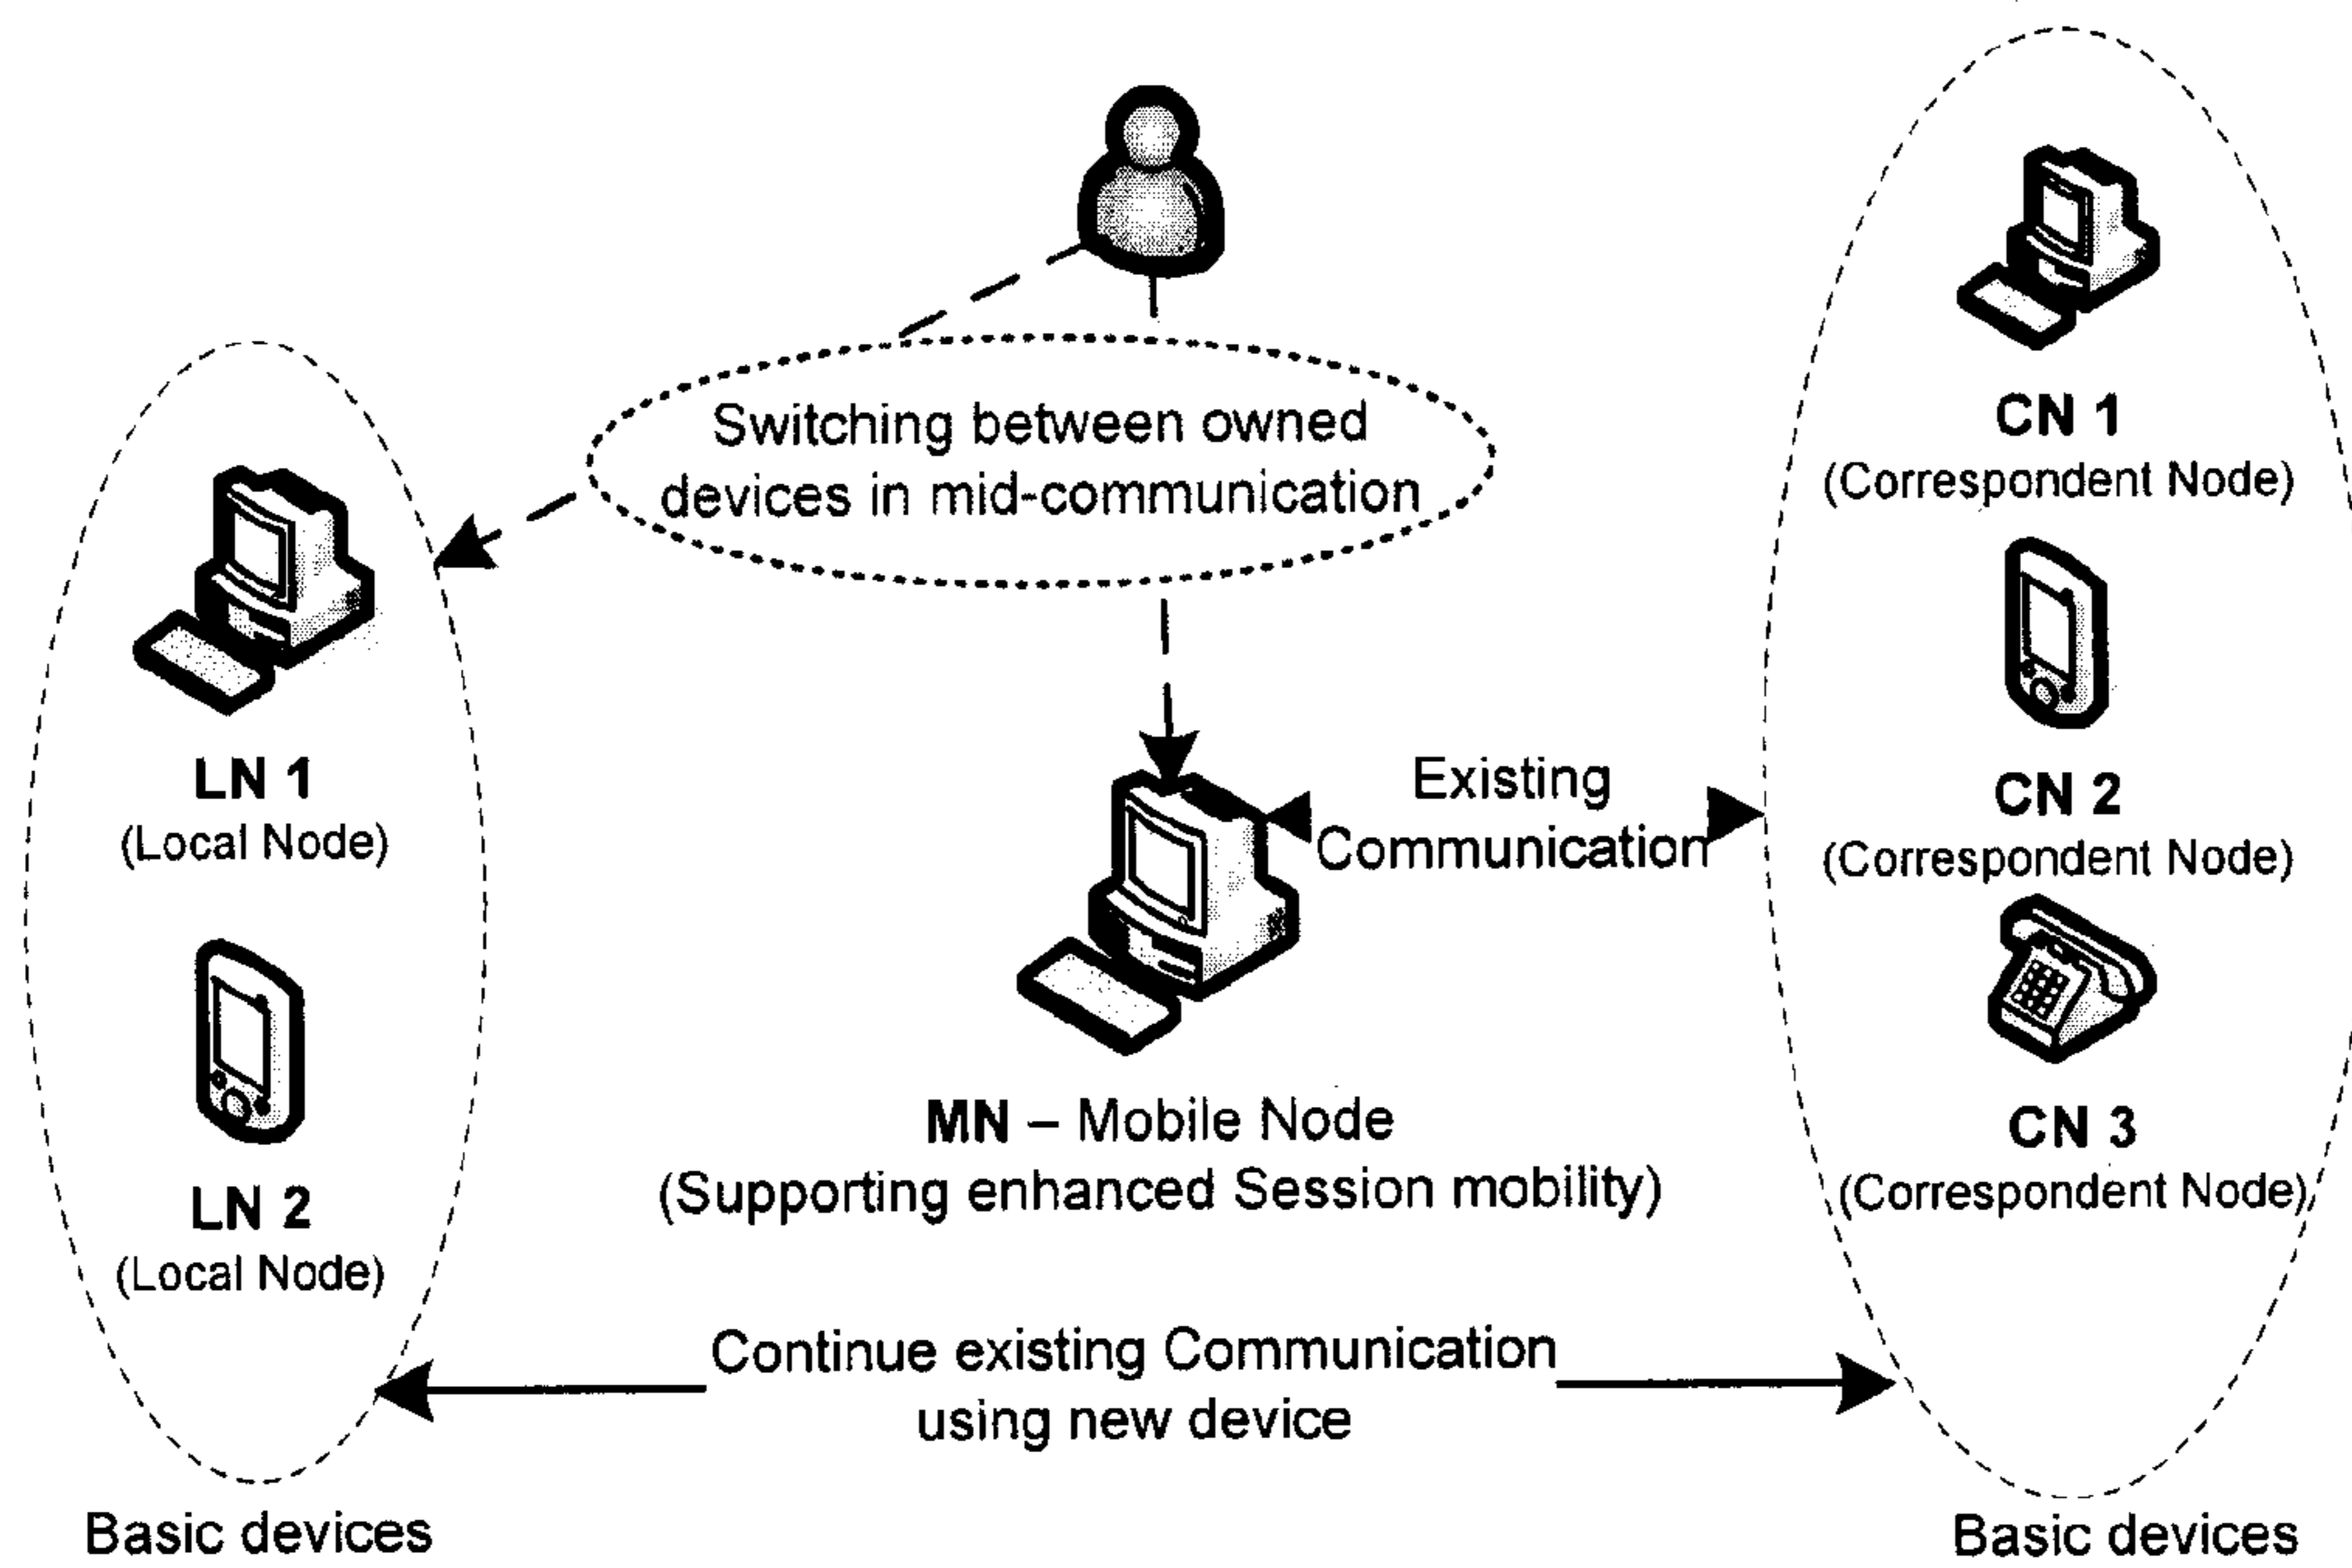 Switching between owned
devices in mid-communication
LN 1
(Local Node)
LN 2
(Local Node)
Basic devices
Existing
Communication
MN – Mobile Node
(Supporting enhanced Session mobility)
Continue existing Communication
using new device
CN 1
(Correspondent Node)
CN 2
(Correspondent Node)
CN 3
(Correspondent Node)
Basic devices